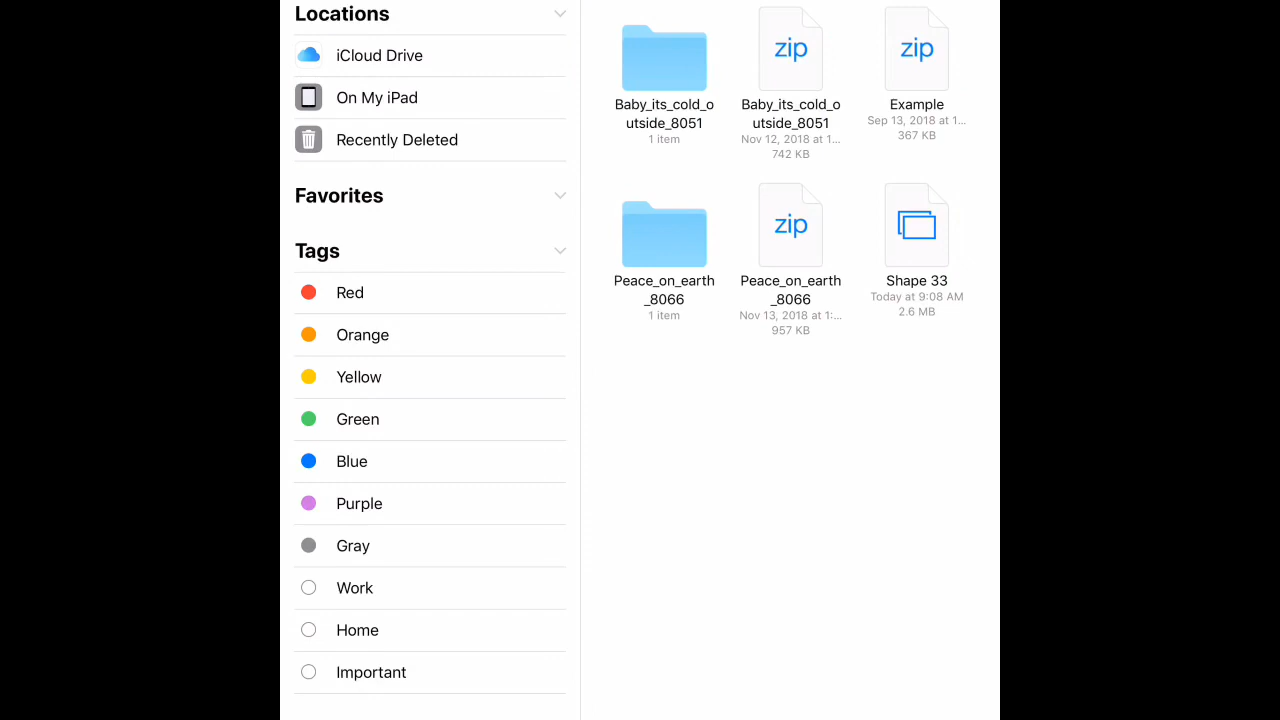 Locations
iCloud Drive
On My iPad
Recently Deleted
Favorites
Tags
Red
Orange
Yellow
Green
Blue
Purple
Gray
Work
Home
Important
zip
zip
Baby_its_cold_o
utside_8051
1 item
Baby_its_cold_o
utside_8051
Nov 12, 2018 at 1...
742 KB
Example
Sep 13, 2018 at 1...
367 KB
zip
Peace_on_earth
_8066
1 item
Peace_on_earth
_8066
Nov 13, 2018 at 1:...
957 KB
Shape 33
Today at 9:08 AM
2.6 MB